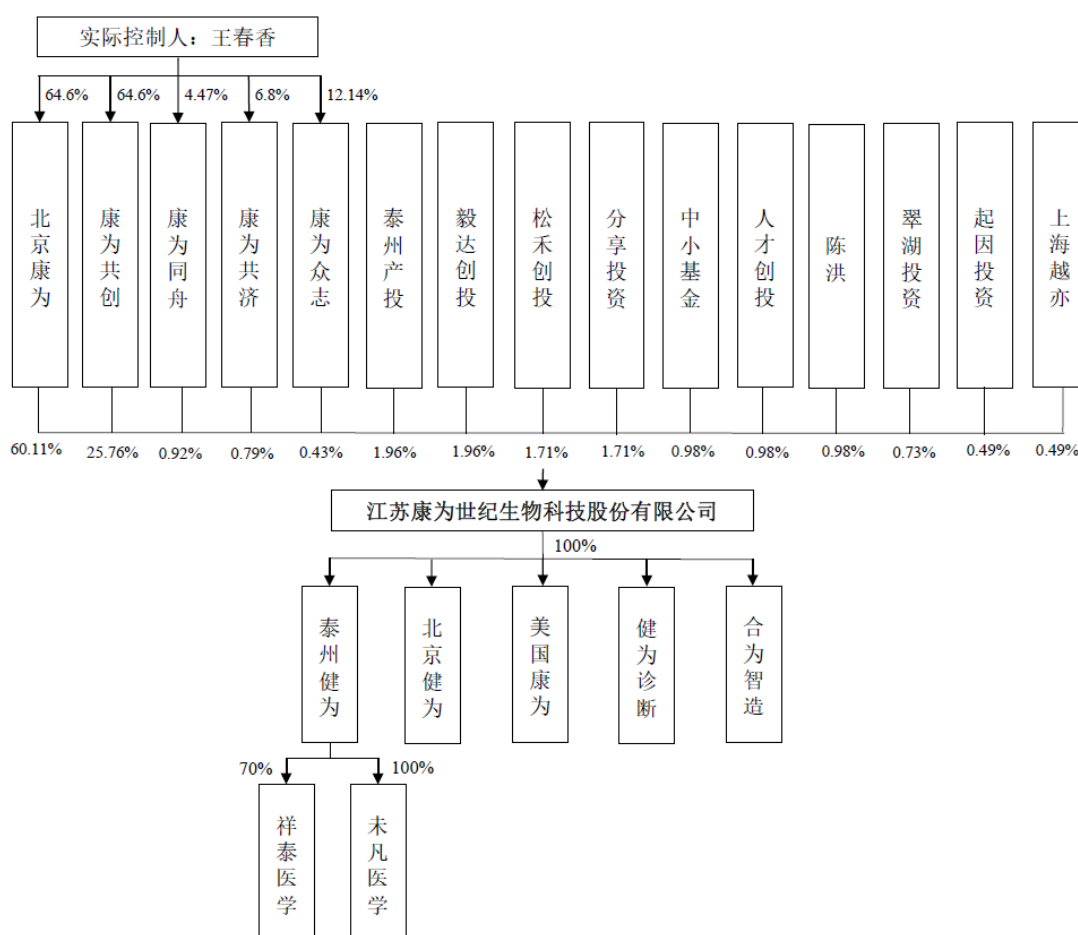 实际控制人：王春香
64.6%
64.6%
4.47%
6.8%
12.14%
北京康为
康为共创
康为同舟
康为共济
康为众志
泰州产投
毅达创投
松禾创投
分享投资
中小基金
人才创投
陈洪
翠湖投资
起因投资
上海越亦
60.11%
25.76%
0.92%
0.79%
0.43%
1.96%
1.96%
1.71%
1.71%
0.98%
0.98%
0.98%
0.73%
0.49%
0.49%
江苏康为世纪生物科技股份有限公司
100%
泰州健为
北京健为
美国康为
健为诊断
合为智造
70%
100%
祥泰医学
未凡医学